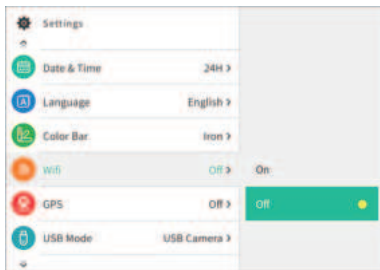 Settings
Date & Time 24H >
Language English >
Color Bar Iron >
Wifi Off > On
Off
GPS Off >
USB Mode USB Camera >